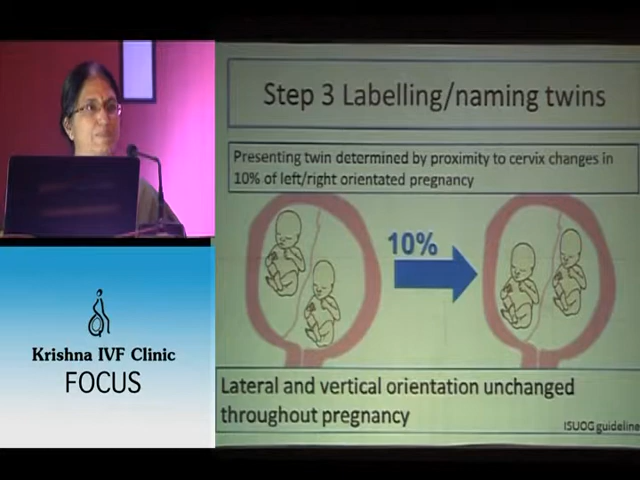 Step 3 Labelling/naming twins
Presenting twin determined by proximity to cervix changes in
10% of left/right orientated pregnancy
10%
Krishna IVF Clinic
FOCUS
Lateral and vertical orientation unchanged
throughout pregnancy
ISUOG guideline